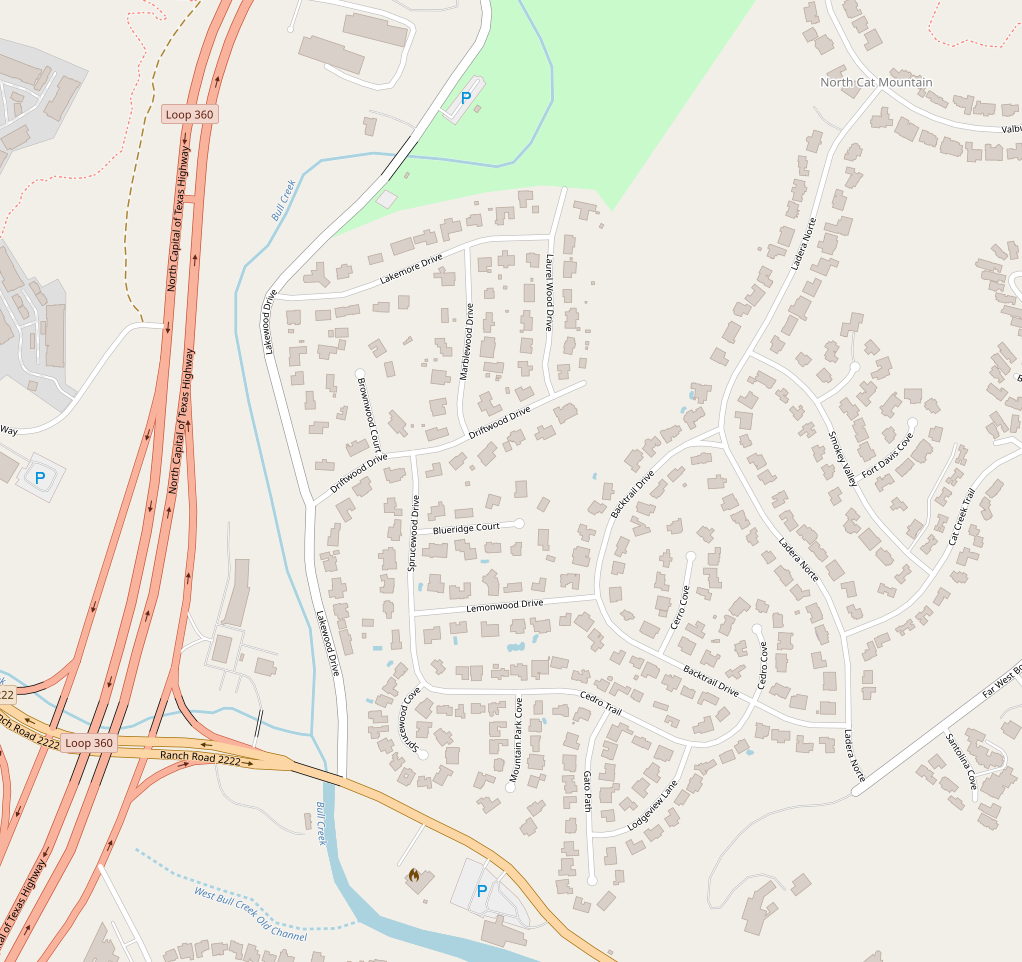 North Cat Mountain
P
Loop 360
Valbu
North Capital of Texas Highway
Bull Creek
Ladera Norte
Lakemore Drive
Laurel Wood Drive
Lakewood Drive
Marblewood Drive
Brownwood Court
North Capital of Texas Highway
Driftwood Drive
Smokey Valley
Way
Fort Davis Cove
Driftwood Drive
P
Backtrail Drive
Cat Creek Trail
Sprucewood Drive
Blueridge Court
Ladera Norte
Lemonwood Drive
Cerro Cove
Lakewood Drive
Cedro Cove
Backtrail Drive
Far West Bo
222
Sprucewood Cove
Cedro Trail
Mountain Park Cove
nch Road 2222
Loop 360
Ranch Road 2222
Ladera Norte
Santolina Cove
Gato Path
Lodgeview Lane
Bull Creek
P
tal of Texas Highway
West Bull Creek Old Channel